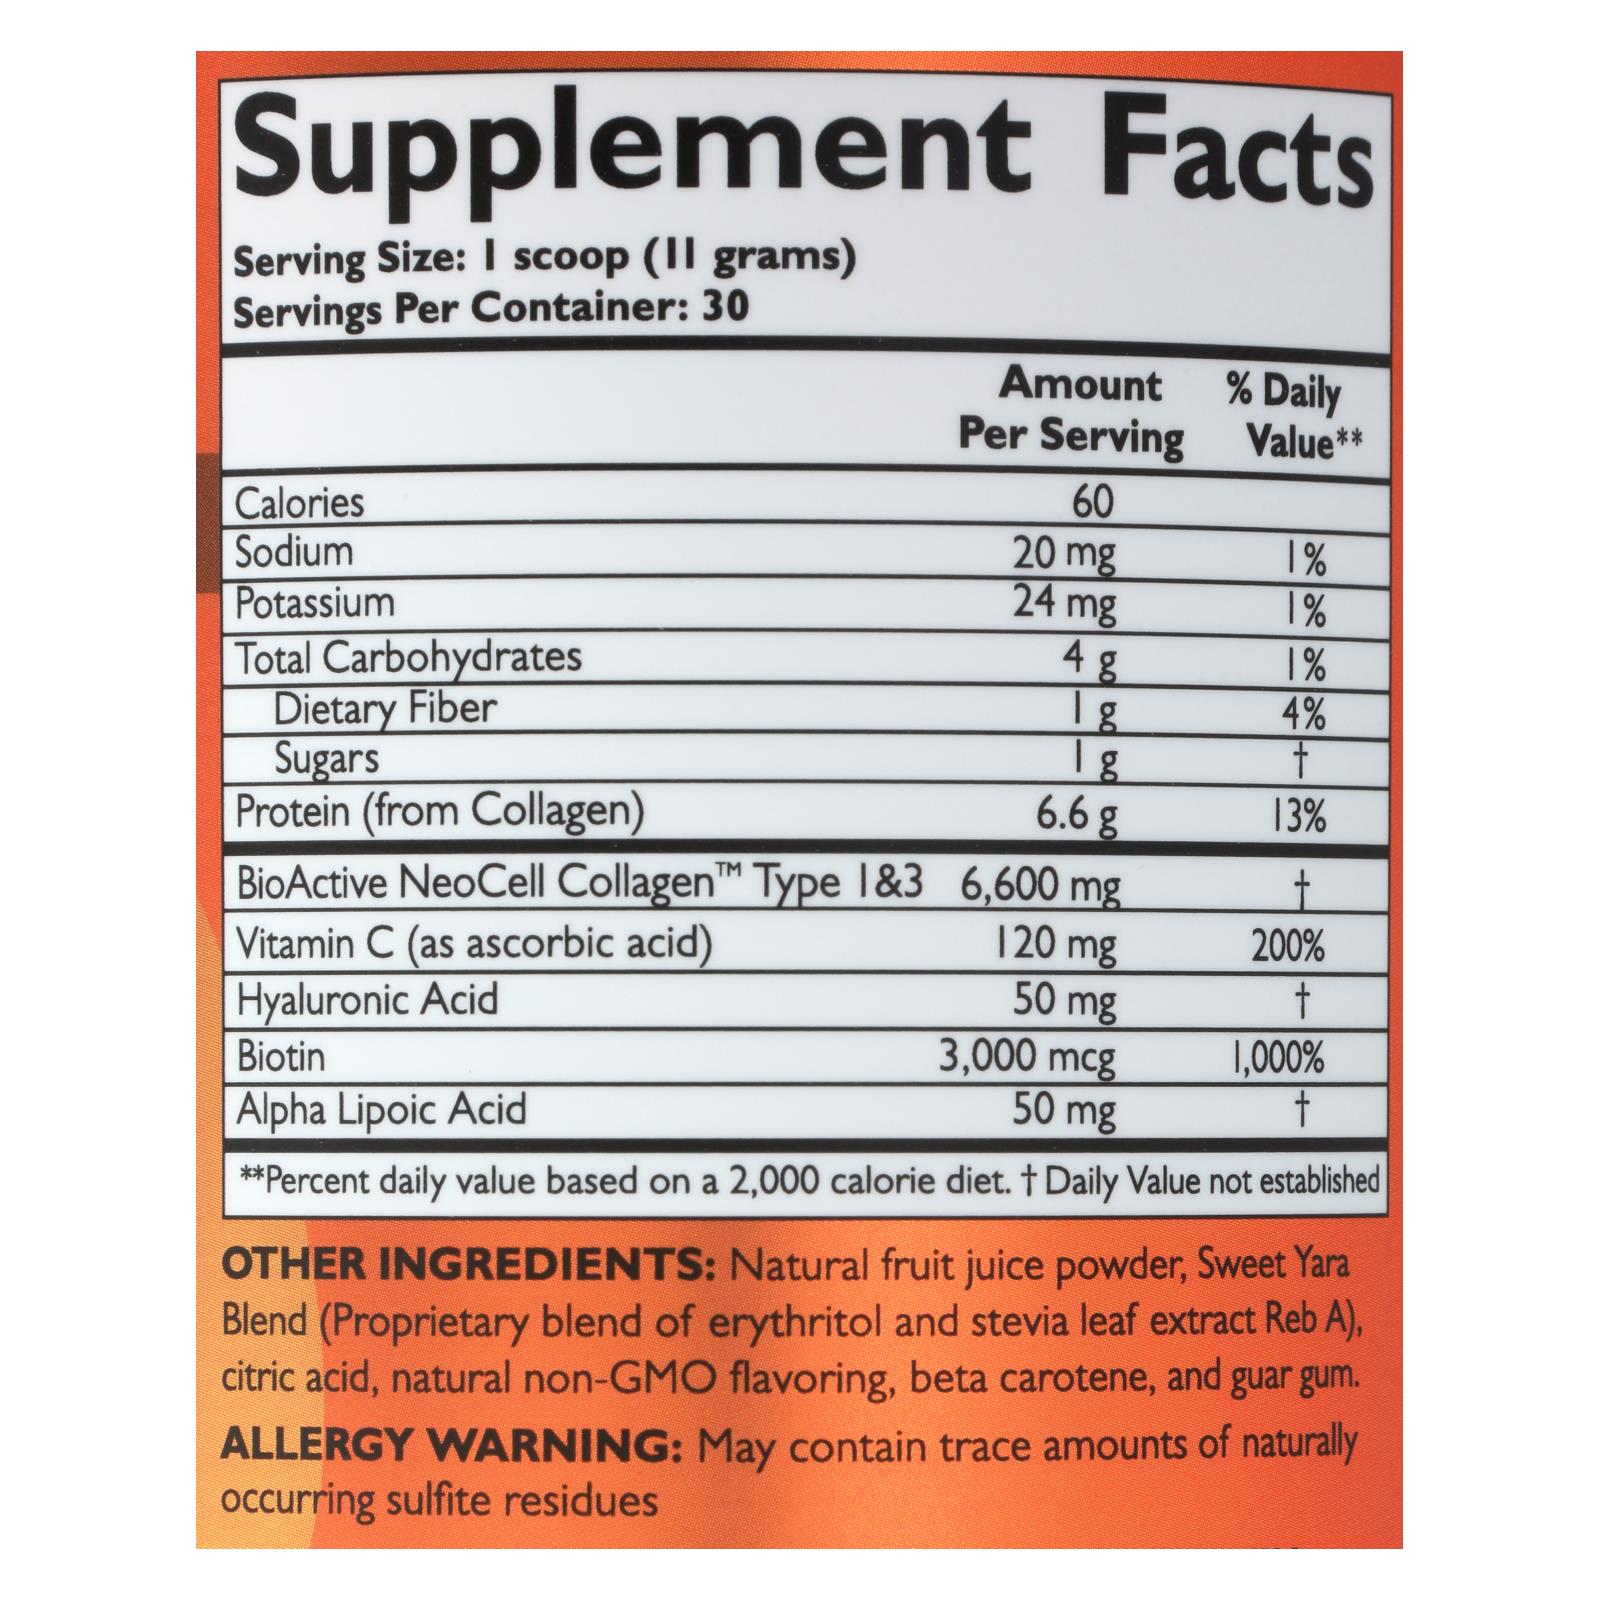 Supplement Facts
Serving Size: 1 scoop (11 grams)
Servings Per Container: 30
Amount Per Serving % Daily Value**
Calories 60
Sodium 20 mg 1%
Potassium 24 mg 1%
Total Carbohydrates 4 g 1%
Dietary Fiber 1 g 4%
Sugars 1 g †
Protein (from Collagen) 6.6 g 13%
BioActive NeoCell Collagen™ Type 1&3 6,600 mg †
Vitamin C (as ascorbic acid) 120 mg 200%
Hyaluronic Acid 50 mg †
Biotin 3,000 mcg 1,000%
Alpha Lipoic Acid 50 mg †
**Percent daily value based on a 2,000 calorie diet. † Daily Value not established
OTHER INGREDIENTS: Natural fruit juice powder, Sweet Yara
Blend (Proprietary blend of erythritol and stevia leaf extract Reb A),
citric acid, natural non-GMO flavoring, beta carotene, and guar gum.
ALLERGY WARNING: May contain trace amounts of naturally
occurring sulfite residues